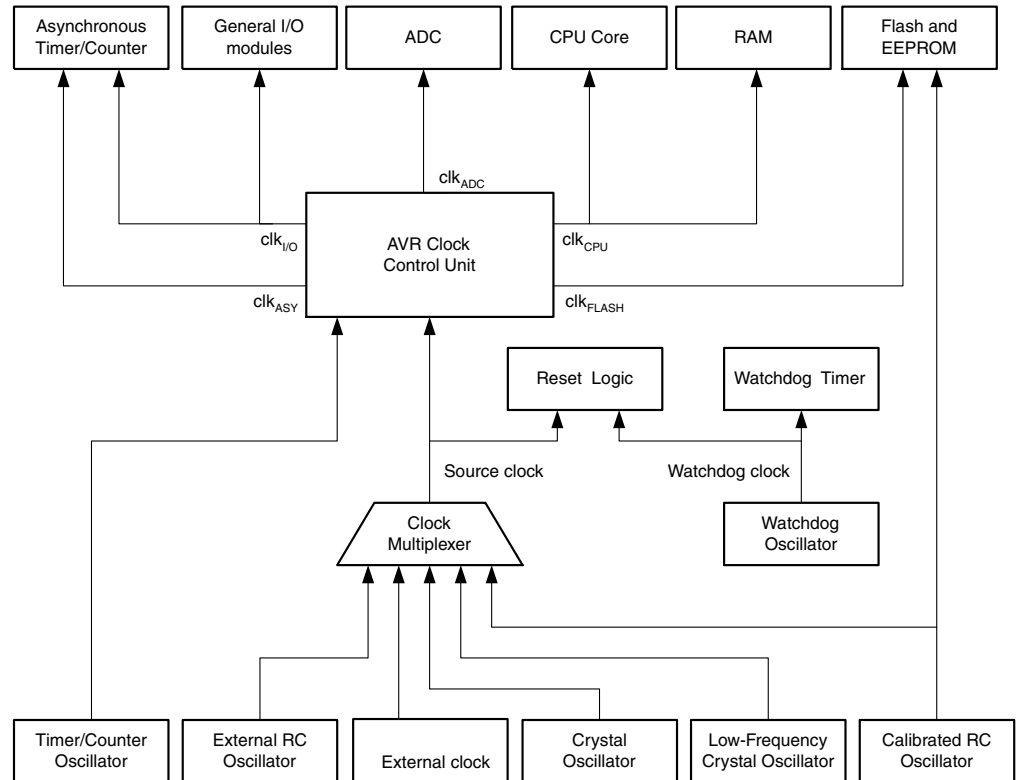 Asynchronous
Timer/Counter
General I/O
modules
ADC
CPU Core
RAM
Flash and
EEPROM
clkADC
clkI/O
AVR Clock
Control Unit
clkCPU
clkASY
clkFLASH
Reset Logic
Watchdog Timer
Source clock
Watchdog clock
Clock
Multiplexer
Watchdog
Oscillator
Timer/Counter
Oscillator
External RC
Oscillator
External clock
Crystal
Oscillator
Low-Frequency
Crystal Oscillator
Calibrated RC
Oscillator